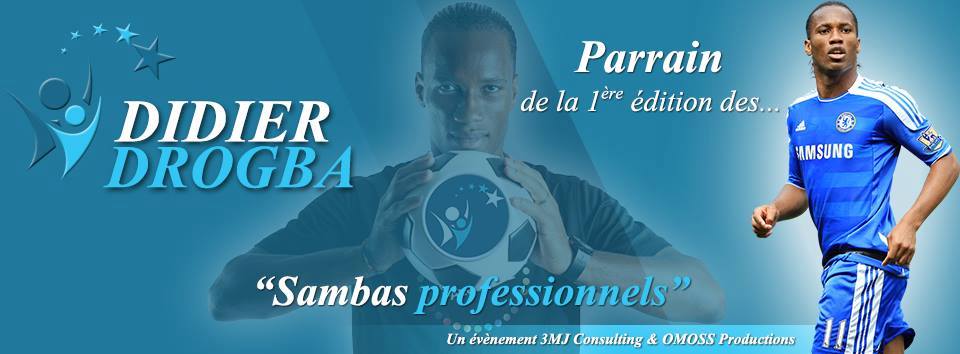 DIDIER
DROGBA
Parrain
de la 1ère édition des...
SAMSUNG
11
“Sambas professionnels”
Un évènement 3MJ Consulting & OMOSS Productions